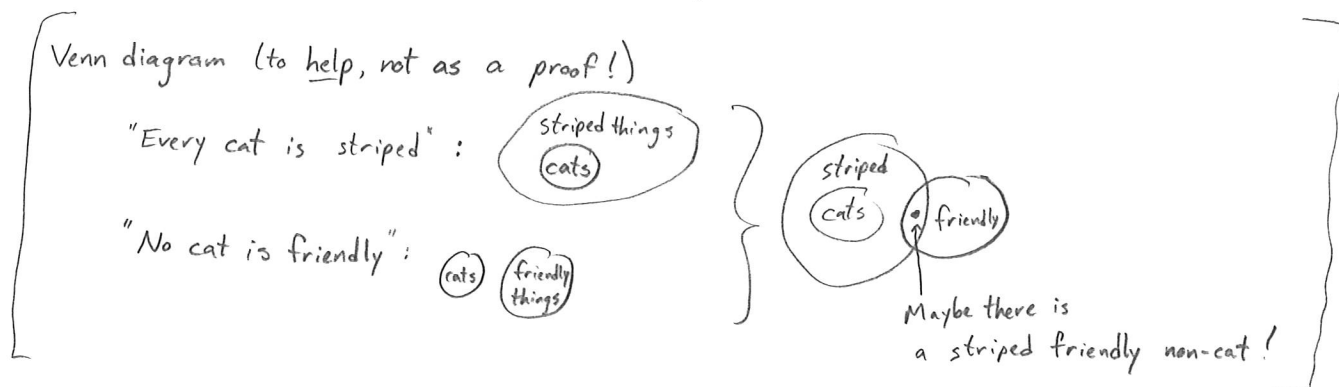 Venn diagram (to help, not as a proof!)
"Every cat is striped":
striped things
cats
"No cat is friendly":
cats
friendly
things
striped
cats
friendly
Maybe there is
a striped friendly non-cat!